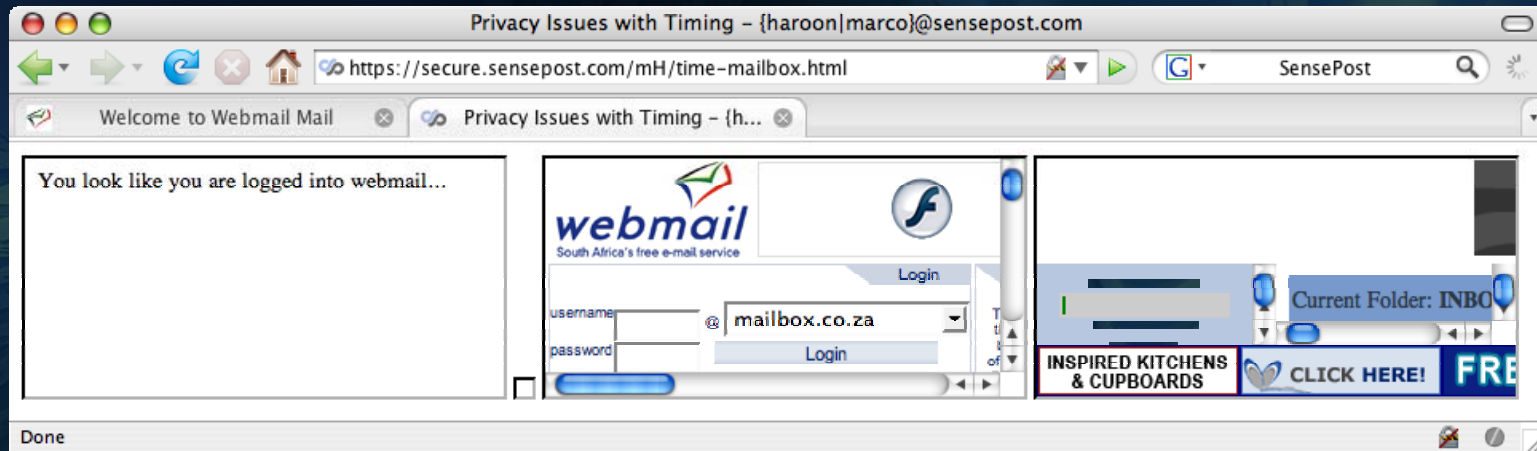 Privacy Issues with Timing – {haroon|marco}@sensepost.com
https://secure.sensepost.com/mH/time-mailbox.html
G
SensePost
Welcome to Webmail Mail
Privacy Issues with Timing – {h...
You look like you are logged into webmail...
webmail
South Africa's free e-mail service
Login
username
@
mailbox.co.za
password
Login
of
Current Folder: INBO
INSPIRED KITCHENS
& CUPBOARDS
CLICK HERE!
FRE
Done